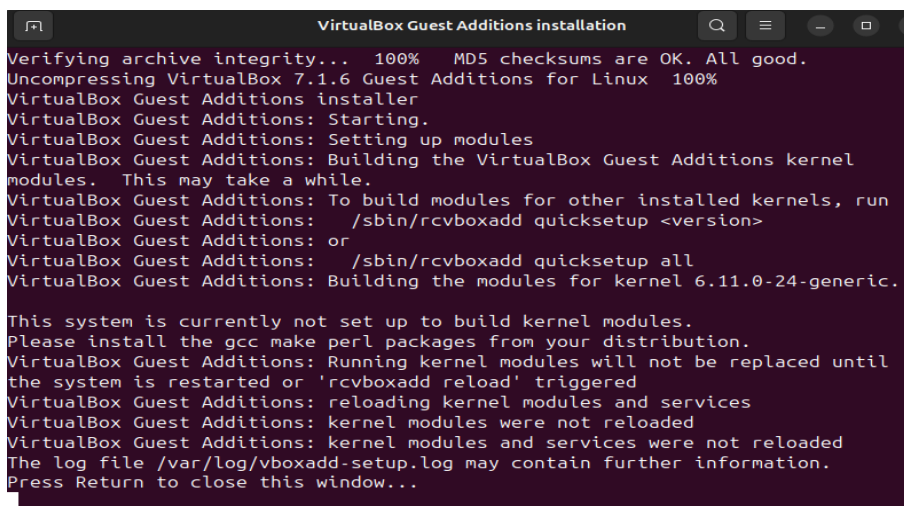 VirtualBox Guest Additions installation
Verifying archive integrity...  100%   MD5 checksums are OK. All good.
Uncompressing VirtualBox 7.1.6 Guest Additions for Linux  100%
VirtualBox Guest Additions installer
VirtualBox Guest Additions: Starting.
VirtualBox Guest Additions: Setting up modules
VirtualBox Guest Additions: Building the VirtualBox Guest Additions kernel
modules.  This may take a while.
VirtualBox Guest Additions: To build modules for other installed kernels, run
VirtualBox Guest Additions:   /sbin/rcvboxadd quicksetup <version>
VirtualBox Guest Additions: or
VirtualBox Guest Additions:   /sbin/rcvboxadd quicksetup all
VirtualBox Guest Additions: Building the modules for kernel 6.11.0-24-generic.
This system is currently not set up to build kernel modules.
Please install the gcc make perl packages from your distribution.
VirtualBox Guest Additions: Running kernel modules will not be replaced until
the system is restarted or 'rcvboxadd reload' triggered
VirtualBox Guest Additions: reloading kernel modules and services
VirtualBox Guest Additions: kernel modules were not reloaded
VirtualBox Guest Additions: kernel modules and services were not reloaded
The log file /var/log/vboxadd-setup.log may contain further information.
Press Return to close this window...